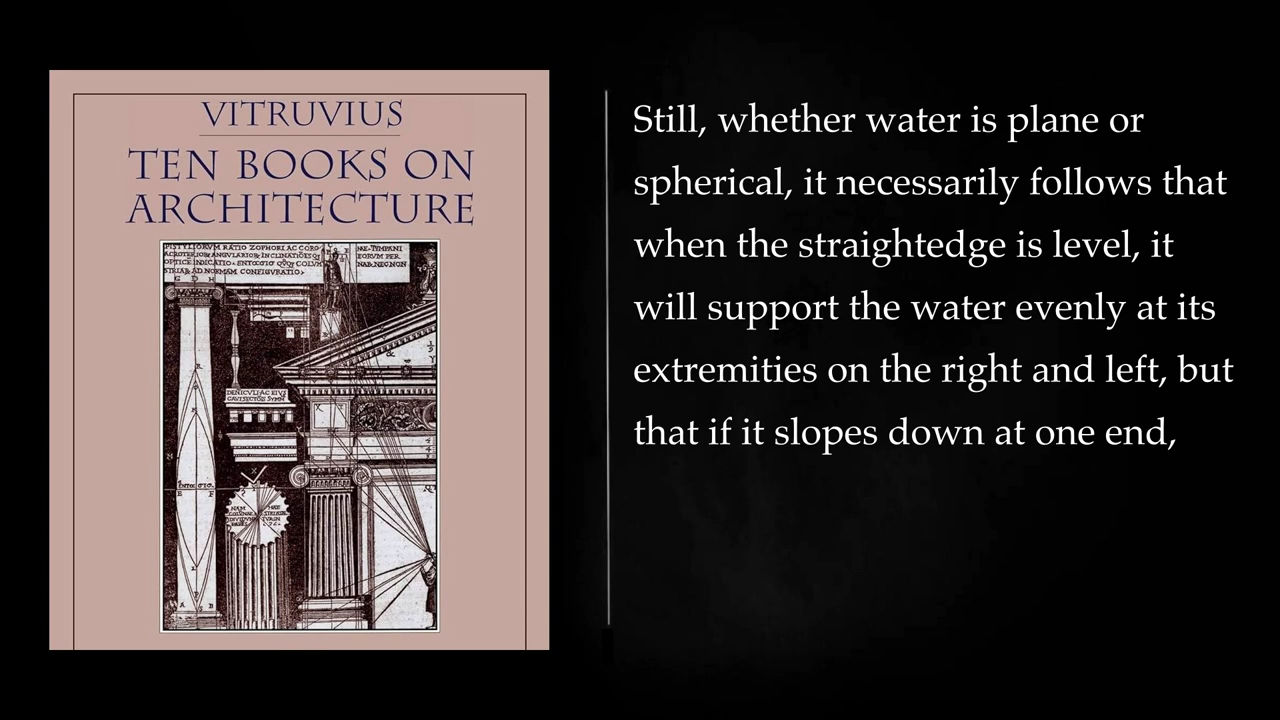 VITRUVIUS
TEN BOOKS ON
ARCHITECTURE
Still, whether water is plane or
spherical, it necessarily follows that
when the straightedge is level, it
will support the water evenly at its
extremities on the right and left, but
that if it slopes down at one end,